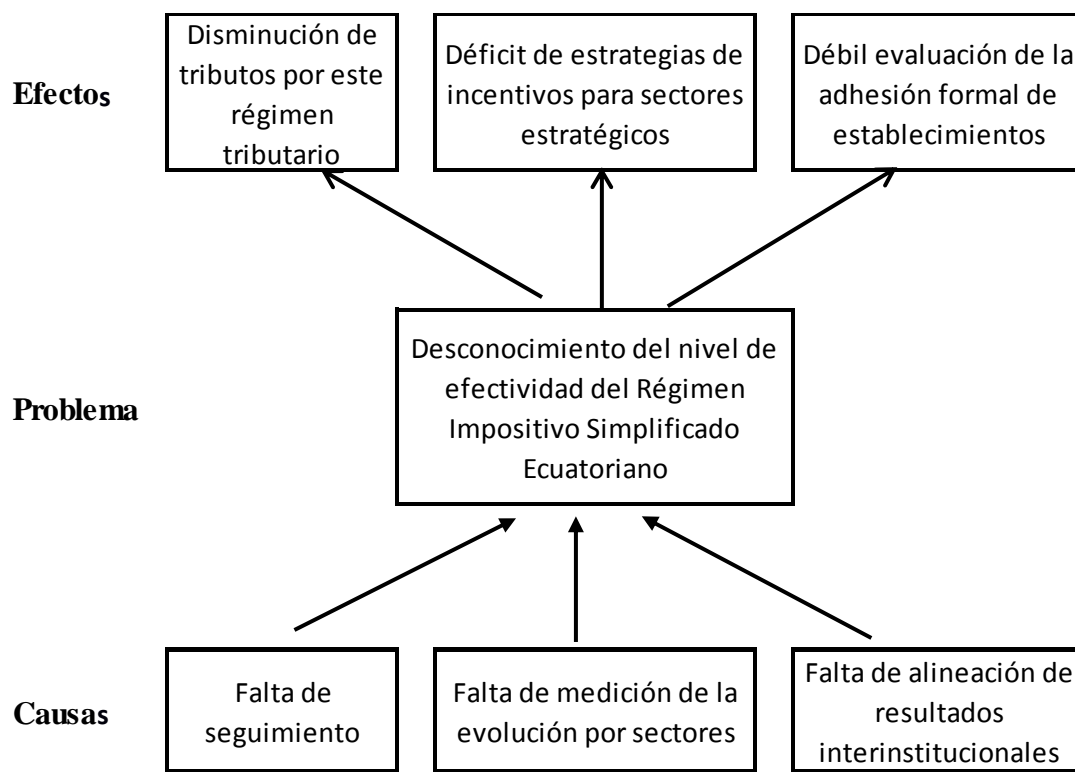 Efectos
Disminución de
tributos por este
régimen
tributario
Déficit de estrategias de
incentivos para sectores
estratégicos
Débil evaluación de la
adhesión formal de
establecimientos
Problema
Desconocimiento del nivel de
efectividad del Régimen
Impositivo Simplificado
Ecuatoriano
Causas
Falta de
seguimiento
Falta de medición de la
evolución por sectores
Falta de alineación de
resultados
interinstitucionales